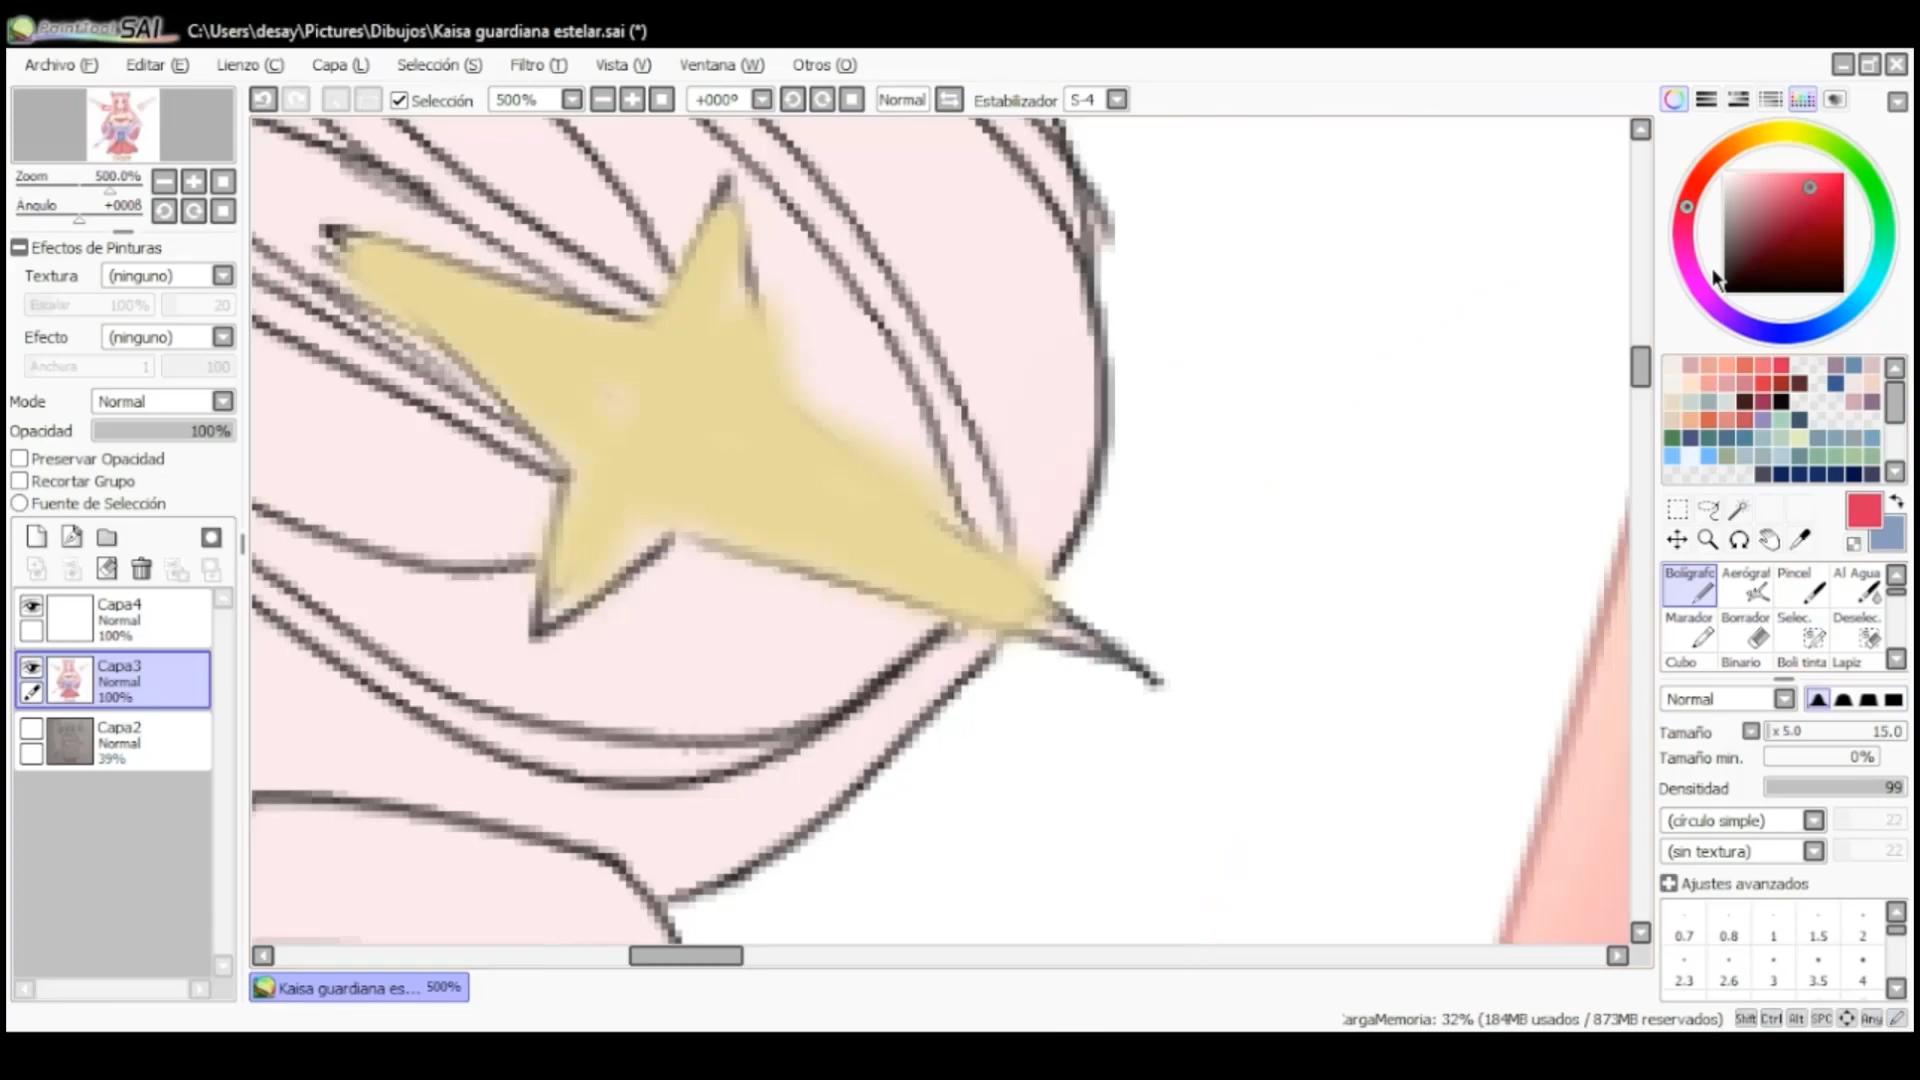 PaintTool SAI C:\Users\desay\Pictures\Dibujos\Kaisa guardiana estelar.sai (*)
Archivo (F) Editar (E) Lienzo (C) Capa (L) Selección (S) Filtro (T) Vista (V) Ventana (W) Otros (O)
Selección 500% +000º Normal Estabilizador S-4
Zoom 500.0%
Ángulo +000ß
Efectos de Pinturas
Textura (ninguno)
Escalar 100% 20
Efecto (ninguno)
Anchura 1 100
Mode Normal
Opacidad 100%
Preservar Opacidad
Recortar Grupo
Fuente de Selección
Capa4
Normal
100%
Capa3
Normal
100%
Capa2
Normal
39%
Bolígrafc Aerógraf Pincel Al Agua
Marador Borrador Selec. Deselec.
Cubo Binario Boli tinta Lapiz
Normal
Tamaño x 5.0 15.0
Tamaño min. 0%
Densitidad 99
(círculo simple) 22
(sin textura) 22
Ajustes avanzados
0.7 0.8 1 1.5 2
2.3 2.6 3 3.5 4
Kaisa guardiana es... 500%
argaMemoria: 32% (184MB usados / 873MB reservados) Shift Ctrl Alt SPC Any